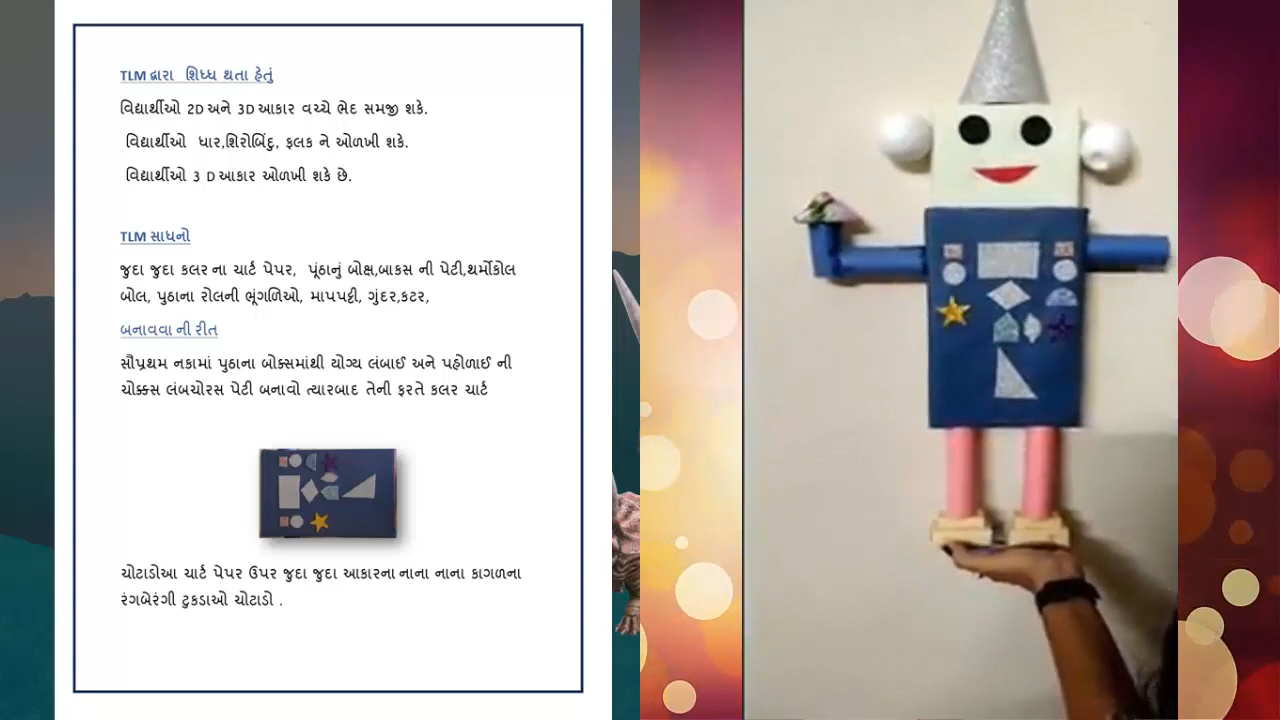 TLM દ્વારા શિધ્ધ થતા હેતું
વિદ્યાર્થીઓ 2D અને 3D આકાર વચ્ચે ભેદ સમજી શકે.
વિદ્યાર્થીઓ ધાર,શિરોબિંદુ, ફલક ને ઓળખી શકે.
વિદ્યાર્થીઓ 3 D આકાર ઓળખી શકે છે.
TLM સાધનો
જુદા જુદા કલર ના ચાર્ટ પેપર, પૂંઠાનું બોક્ષ,બાકસ ની પેટી,થર્મોકોલ
બોલ, પુઠાના રોલની ભૂંગળિઓ, માપપટ્ટી, ગુંદર,કટર,
બનાવવા ની રીત
સૌપ્રથમ નકામાં પુઠાના બોક્સમાંથી યોગ્ય લંબાઈ અને પહોળાઈ ની
ચોક્ક્સ લંબચોરસ પેટી બનાવો ત્યારબાદ તેની ફરતે કલર ચાર્ટ
ચોટાડોઆ ચાર્ટ પેપર ઉપર જુદા જુદા આકારના નાના નાના કાગળના
રંગબેરંગી ટુકડાઓ ચોટાડો .